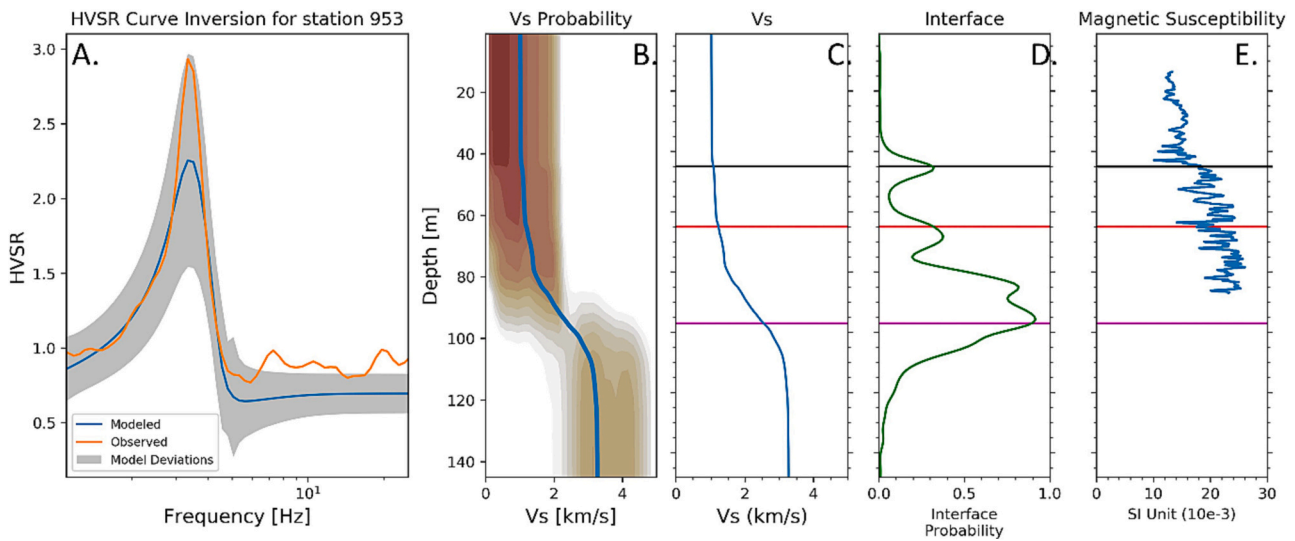 HVSR Curve Inversion for station 953
Vs Probability
Vs
Interface
Magnetic Susceptibility
A.
B.
C.
D.
E.
3.0
2.5
2.0
1.5
1.0
0.5
HVSR
Modeled
Observed
Model Deviations
10¹
Frequency [Hz]
20
40
60
80
100
120
140
Depth [m]
0 2 4
Vs [km/s]
0 2 4
Vs (km/s)
0.0 0.5 1.0
Interface
Probability
0 10 20 30
SI Unit (10e-3)